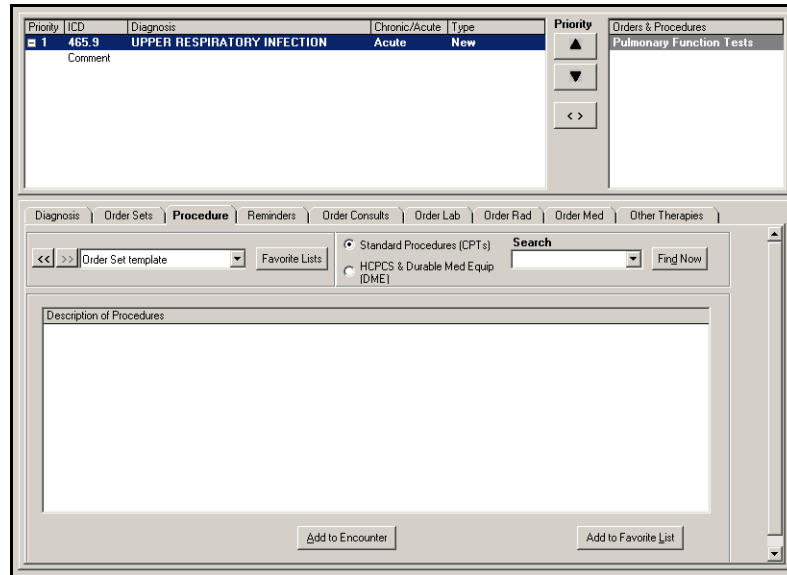 Priority ICD Diagnosis Chronic/Acute Type
1 465.9 UPPER RESPIRATORY INFECTION Acute New
Comment
Priority
< >
Orders & Procedures
Pulmonary Function Tests
Diagnosis Order Sets Procedure Reminders Order Consults Order Lab Order Rad Order Med Other Therapies
<< >> Order Set template Favorite Lists
Standard Procedures (CPTs)
HCPCS & Durable Med Equip
(DME)
Search
Find Now
Description of Procedures
Add to Encounter Add to Favorite List